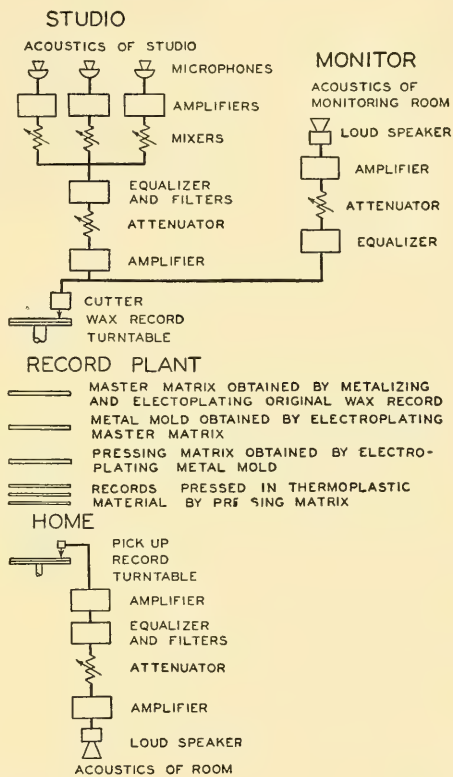 STUDIO
ACOUSTICS OF STUDIO
MICROPHONES
AMPLIFIERS
MIXERS
EQUALIZER
AND FILTERS
ATTENUATOR
AMPLIFIER
CUTTER
WAX RECORD
TURNTABLE
MONITOR
ACOUSTICS OF
MONITORING ROOM
LOUD SPEAKER
AMPLIFIER
ATTENUATOR
EQUALIZER
RECORD PLANT
MASTER MATRIX OBTAINED BY METALIZING
AND ELECTOPLATING ORIGINAL WAX RECORD
METAL MOLD OBTAINED BY ELECTROPLATING
MASTER MATRIX
PRESSING MATRIX OBTAINED BY ELECTRO-
PLATING METAL MOLD
RECORDS PRESSED IN THERMOPLASTIC
MATERIAL BY PRESSING MATRIX
HOME
PICK UP
RECORD
TURNTABLE
AMPLIFIER
EQUALIZER
AND FILTERS
ATTENUATOR
AMPLIFIER
LOUD SPEAKER
ACOUSTICS OF ROOM